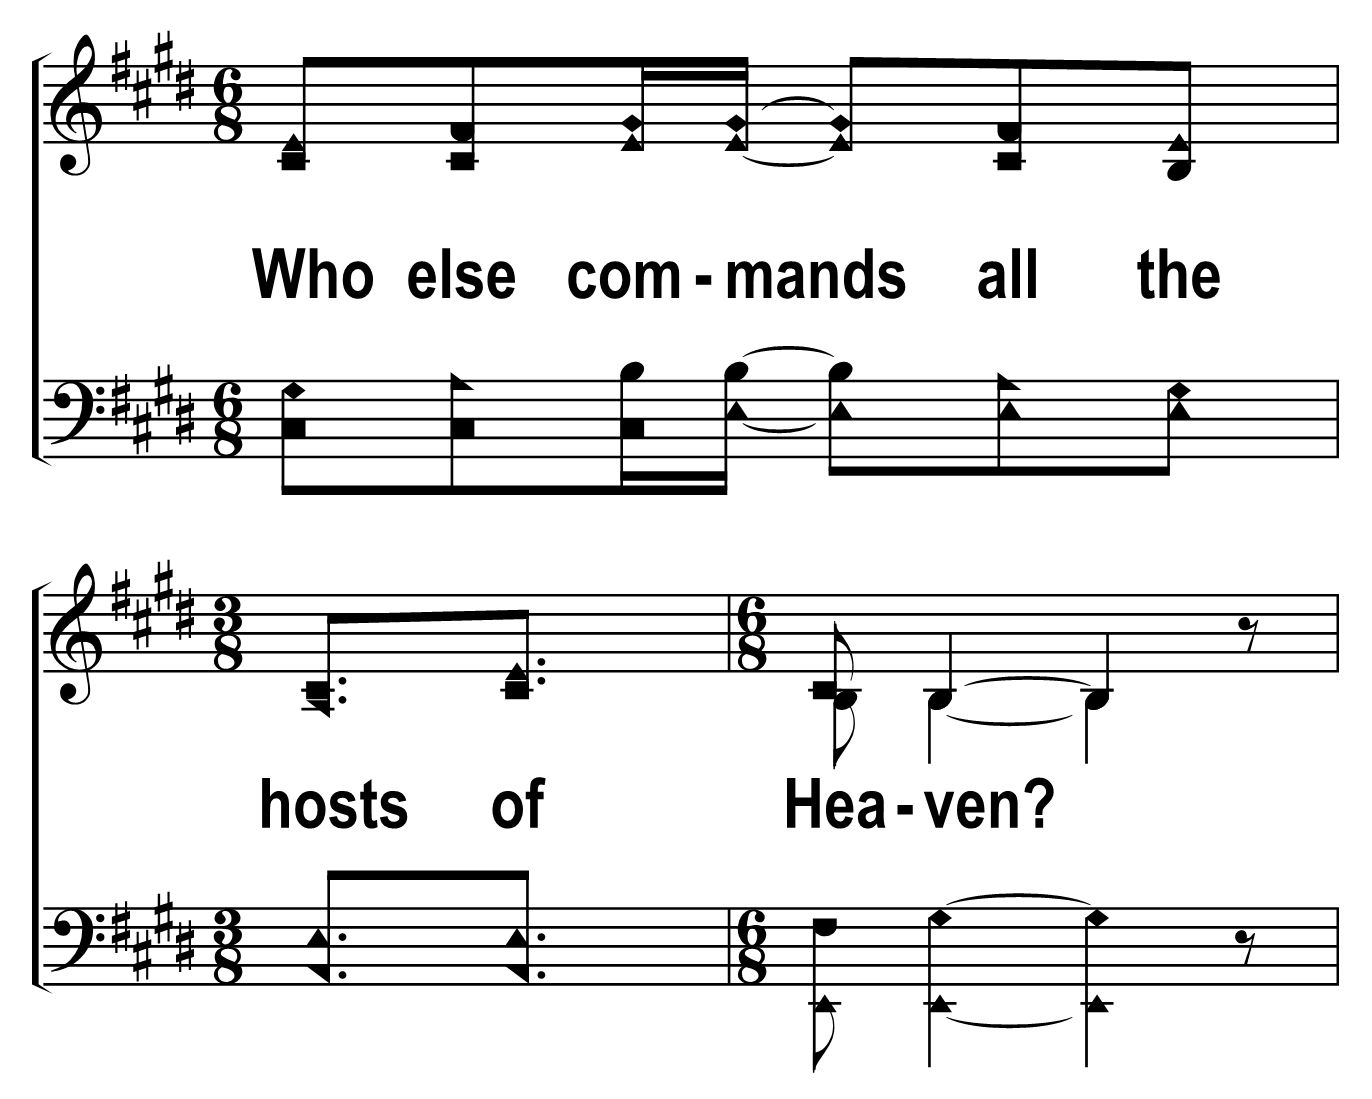 Who else com - mands all the
hosts of Hea - ven?